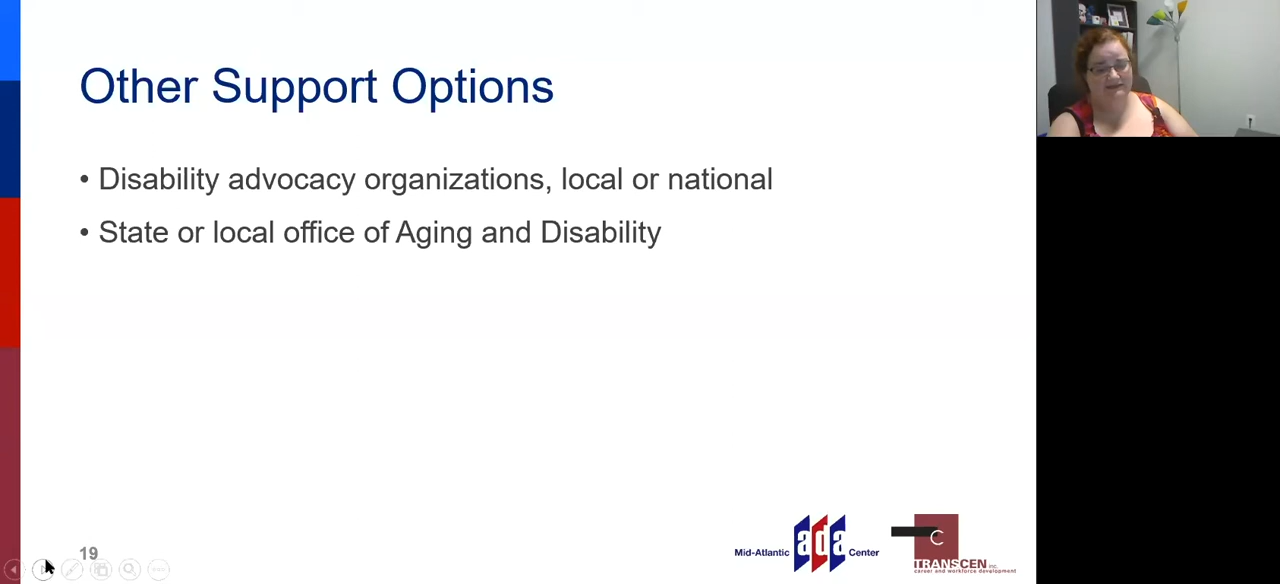 Other Support Options
• Disability advocacy organizations, local or national
• State or local office of Aging and Disability
19
Mid-Atlantic ada Center
C
TRANSCEN inc.
career and workforce development